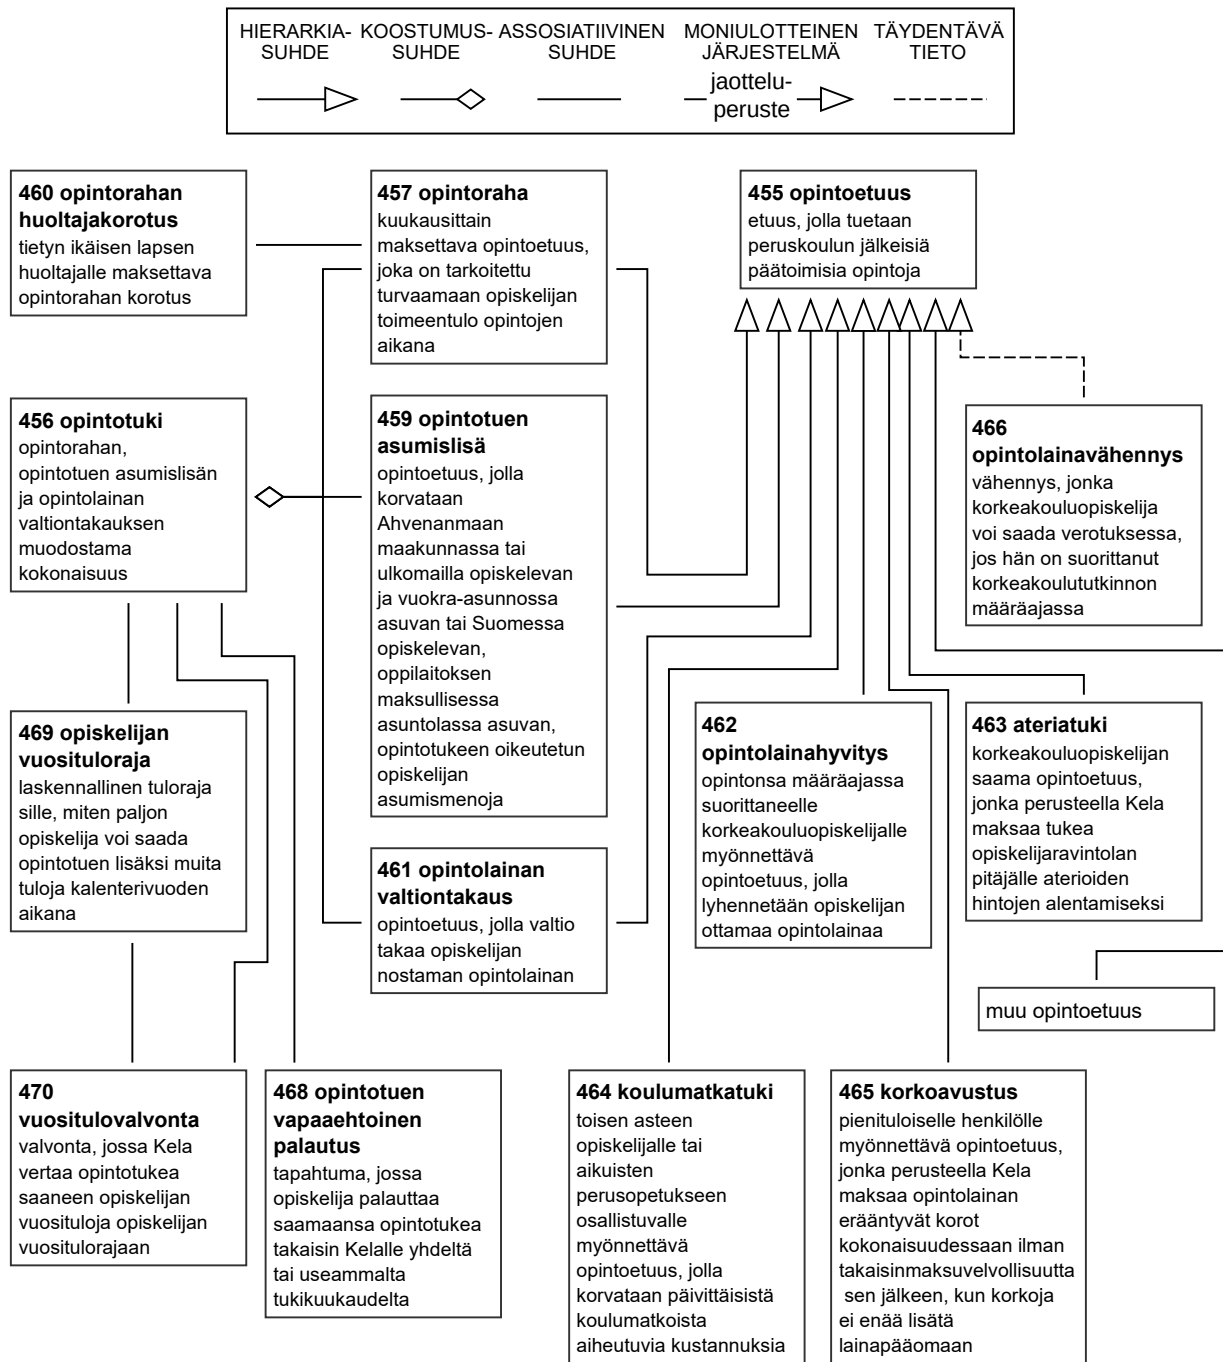 HIERARKIA-
SUHDE
KOOSTUMUS-
SUHDE
ASSOSIATIIVINEN
SUHDE
MONIULOTTEINEN
JÄRJESTELMÄ
TÄYDENTÄVÄ
TIETO
jaottelu-
peruste
460 opintorahan
huoltajakorotus
tietyn ikäisen lapsen
huoltajalle maksettava
opintorahan korotus
457 opintoraha
kuukausittain
maksettava opintoetuus,
joka on tarkoitettu
turvaamaan opiskelijan
toimeentulo opintojen
aikana
455 opintoetuus
etuus, jolla tuetaan
peruskoulun jälkeisiä
päätoimisia opintoja
456 opintotuki
opintorahan,
opintotuen asumislisän
ja opintolainan
valtiontakauksen
muodostama
kokonaisuus
459 opintotuen
asumislisä
opintoetuus, jolla
korvataan
Ahvenanmaan
maakunnassa tai
ulkomailla opiskelevan
ja vuokra-asunnossa
asuvan tai Suomessa
opiskelevan,
oppilaitoksen
maksullisessa
asuntolassa asuvan,
opintotukeen oikeutetun
opiskelijan
asumismenoja
466
opintolainavähennys
vähennys, jonka
korkeakouluopiskelija
voi saada verotuksessa,
jos hän on suorittanut
korkeakoulututkinnon
määräajassa
469 opiskelijan
vuosituloraja
laskennallinen tuloraja
sille, miten paljon
opiskelija voi saada
opintotuen lisäksi muita
tuloja kalenterivuoden
aikana
461 opintolainan
valtiontakaus
opintoetuus, jolla valtio
takaa opiskelijan
nostaman opintolainan
462
opintolainahyvitys
opintonsa määräajassa
suorittaneelle
korkeakouluopiskelijalle
myönnettävä
opintoetuus, jolla
lyhennetään opiskelijan
ottamaa opintolainaa
463 ateriatuki
korkeakouluopiskelijan
saama opintoetuus,
jonka perusteella Kela
maksaa tukea
opiskelijaravintolan
pitäjälle aterioiden
hintojen alentamiseksi
muu opintoetuus
470
vuositulovalvonta
valvonta, jossa Kela
vertaa opintotukea
saaneen opiskelijan
vuosituloja opiskelijan
vuositulorajaan
468 opintotuen
vapaaehtoinen
palautus
tapahtuma, jossa
opiskelija palauttaa
saamaansa opintotukea
takaisin Kelalle yhdeltä
tai useammalta
tukikuukaudelta
464 koulumatkatuki
toisen asteen
opiskelijalle tai
aikuisten
perusopetukseen
osallistuvalle
myönnettävä
opintoetuus, jolla
korvataan päivittäisistä
koulumatkoista
aiheutuvia kustannuksia
465 korkoavustus
pienituloiselle henkilölle
myönnettävä opintoetuus,
jonka perusteella Kela
maksaa opintolainan
erääntyvät korot
kokonaisuudessaan ilman
takaisinmaksuvelvollisuutta
sen jälkeen, kun korkoja
ei enää lisätä
lainapääomaan